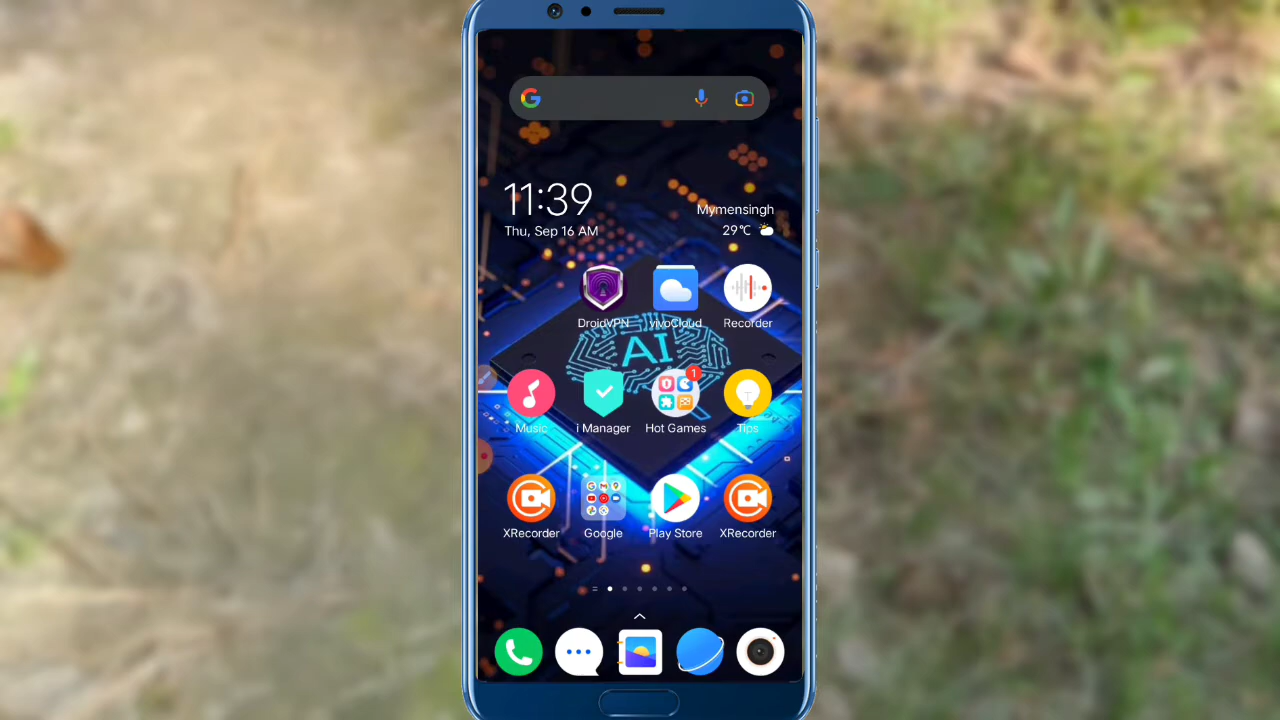 11:39
Thu, Sep 16 AM
Mymensingh
29℃
DroidVPN
vivoCloud
Recorder
AI
1
Music
i Manager
Hot Games
Tips
XRecorder
Google
Play Store
XRecorder